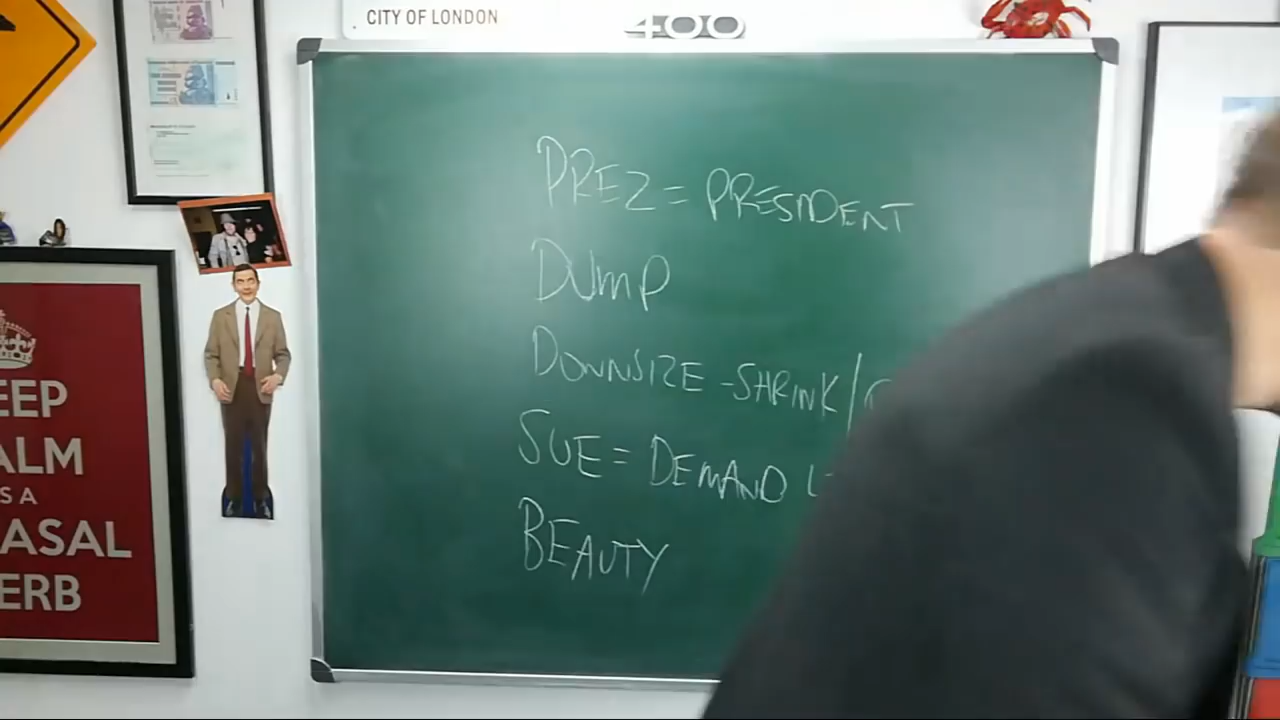 CITY OF LONDON
400
PREZ = PRESIDENT
DUMP
DOWNSIZE - SHRINK /
SUE = DEMAND
BEAUTY
EEP
ALM
S A
ASAL
ERB